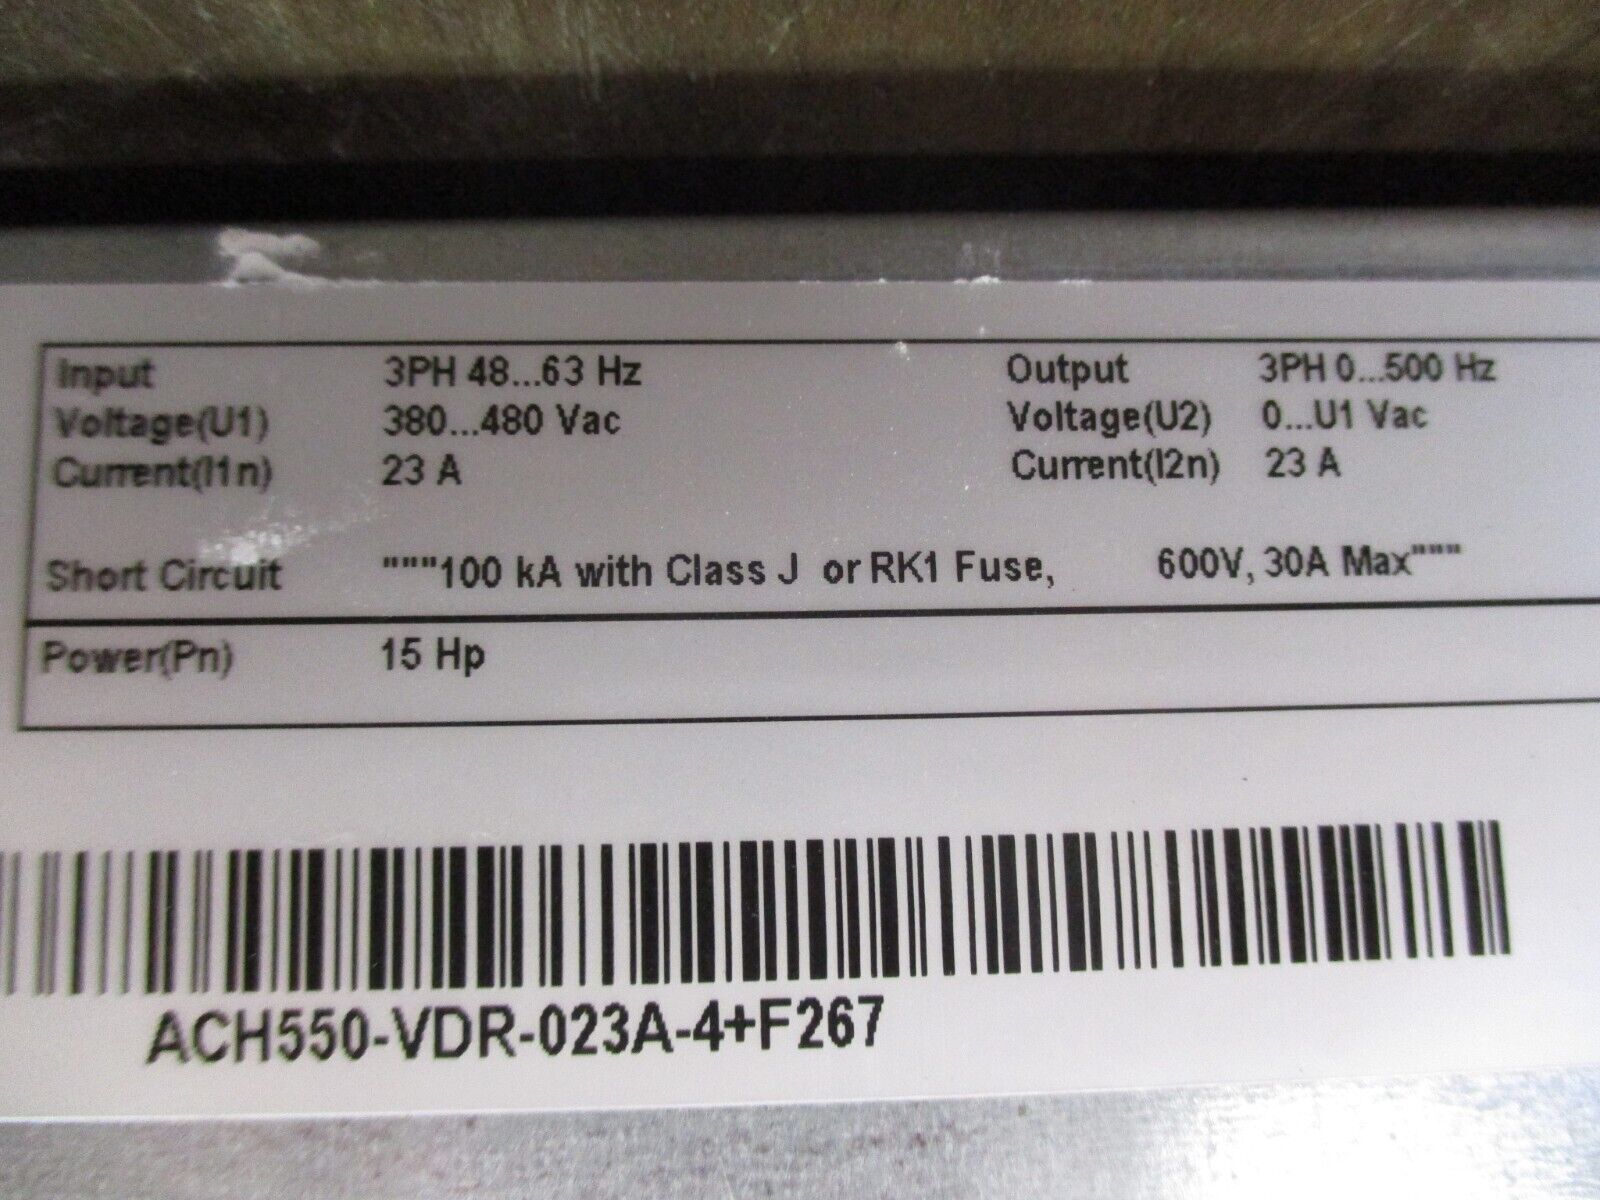 Input 3PH 48...63 Hz Output 3PH 0...500 Hz
Voltage(U1) 380...480 Vac Voltage(U2) 0...U1 Vac
Current(I1n) 23 A Current(I2n) 23 A
Short Circuit """100 kA with Class J or RK1 Fuse, 600V, 30A Max"""
Power(Pn) 15 Hp
ACH550-VDR-023A-4+F267